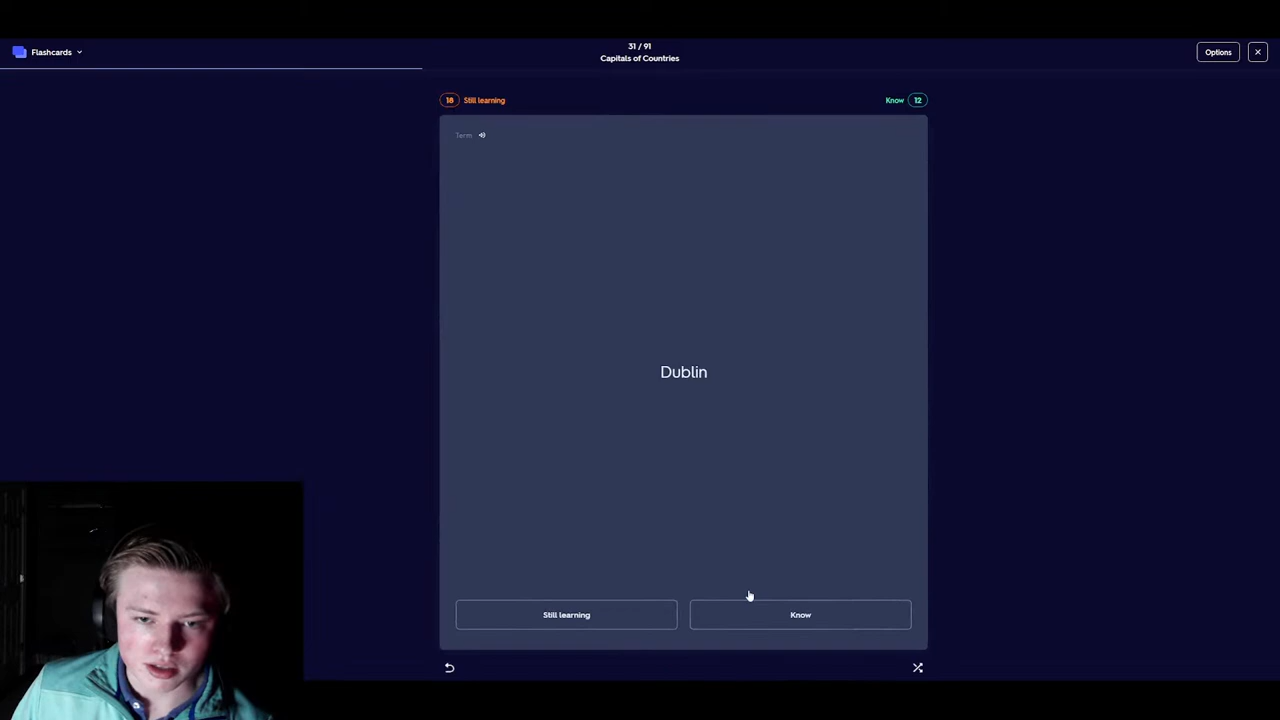 Flashcards
31 / 91
Capitals of Countries
Options
18 Still learning
Know 12
Term
Dublin
Still learning
Know